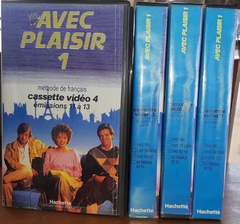 AVEC
PLAISIR
1
méthode de français
cassette vidéo 4
émissions 11 à 13
Hachette
AVEC PLAISIR 1
Hachette
AVEC PLAISIR 1
Hachette
AVEC PLAISIR 1
Hachette